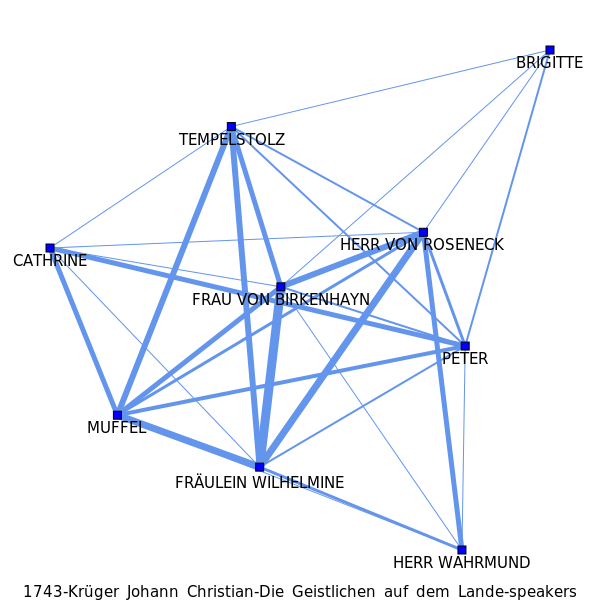 BRIGITTE
TEMPELSTOLZ
HERR VON ROSENECK
CATHRINE
FRAU VON BIRKENHAYN
PETER
MUFFEL
FRÄULEIN WILHELMINE
HERR WAHRMUND
1743-Krüger Johann Christian-Die Geistlichen auf dem Lande-speakers